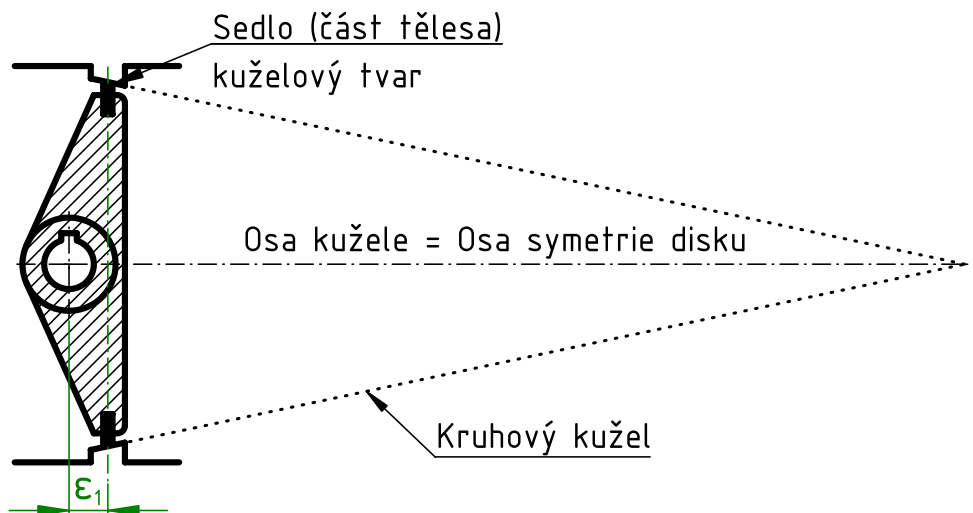 Sedlo (část tělesa)
kuželový tvar
Osa kužele = Osa symetrie disku
Kruhový kužel
ε₁